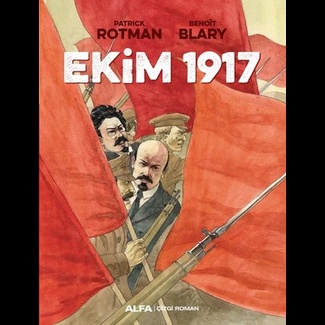 PATRICK
ROTMAN
BENOÎT
BLARY
EKİM 1917
ALFA ÇİZGİ ROMAN